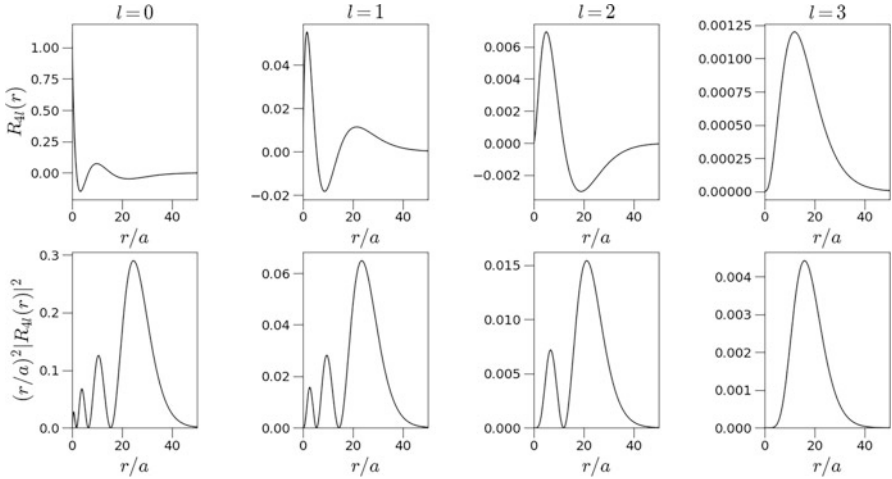 l = 0
l = 1
l = 2
l = 3
R_{4l}(r)
1.00
0.75
0.50
0.25
0.00
0 20 40
r/a
0.04
0.02
0.00
−0.02
0 20 40
r/a
0.006
0.004
0.002
0.000
−0.002
0 20 40
r/a
0.00125
0.00100
0.00075
0.00050
0.00025
0.00000
0 20 40
r/a
(r/a)^2|R_{4l}(r)|^2
0.3
0.2
0.1
0.0
0 20 40
r/a
0.06
0.04
0.02
0.00
0 20 40
r/a
0.015
0.010
0.005
0.000
0 20 40
r/a
0.004
0.003
0.002
0.001
0.000
0 20 40
r/a